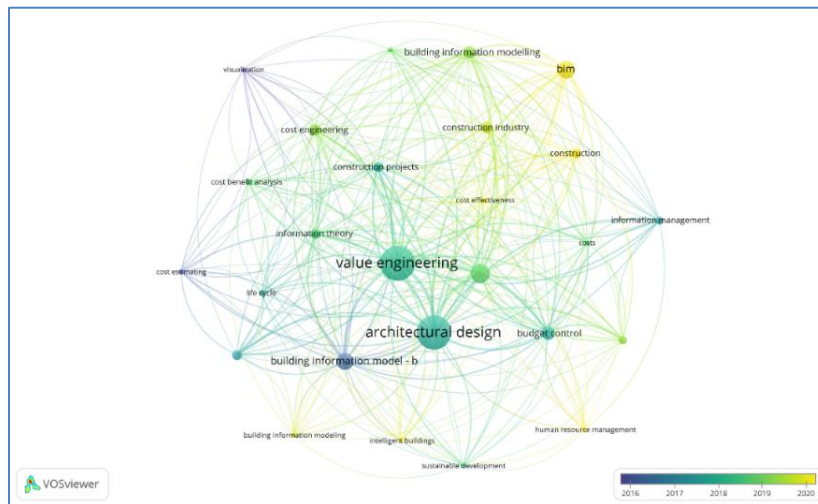 building information modelling
visualization
bim
cost engineering
construction industry
construction projects
construction
cost benefit analysis
cost effectiveness
information management
information theory
costs
value engineering
cost estimating
life cycle
architectural design
budget control
building information model - b
building information modeling
intelligent buildings
human resource management
sustainable development
VOSviewer
2016 2017 2018 2019 2020